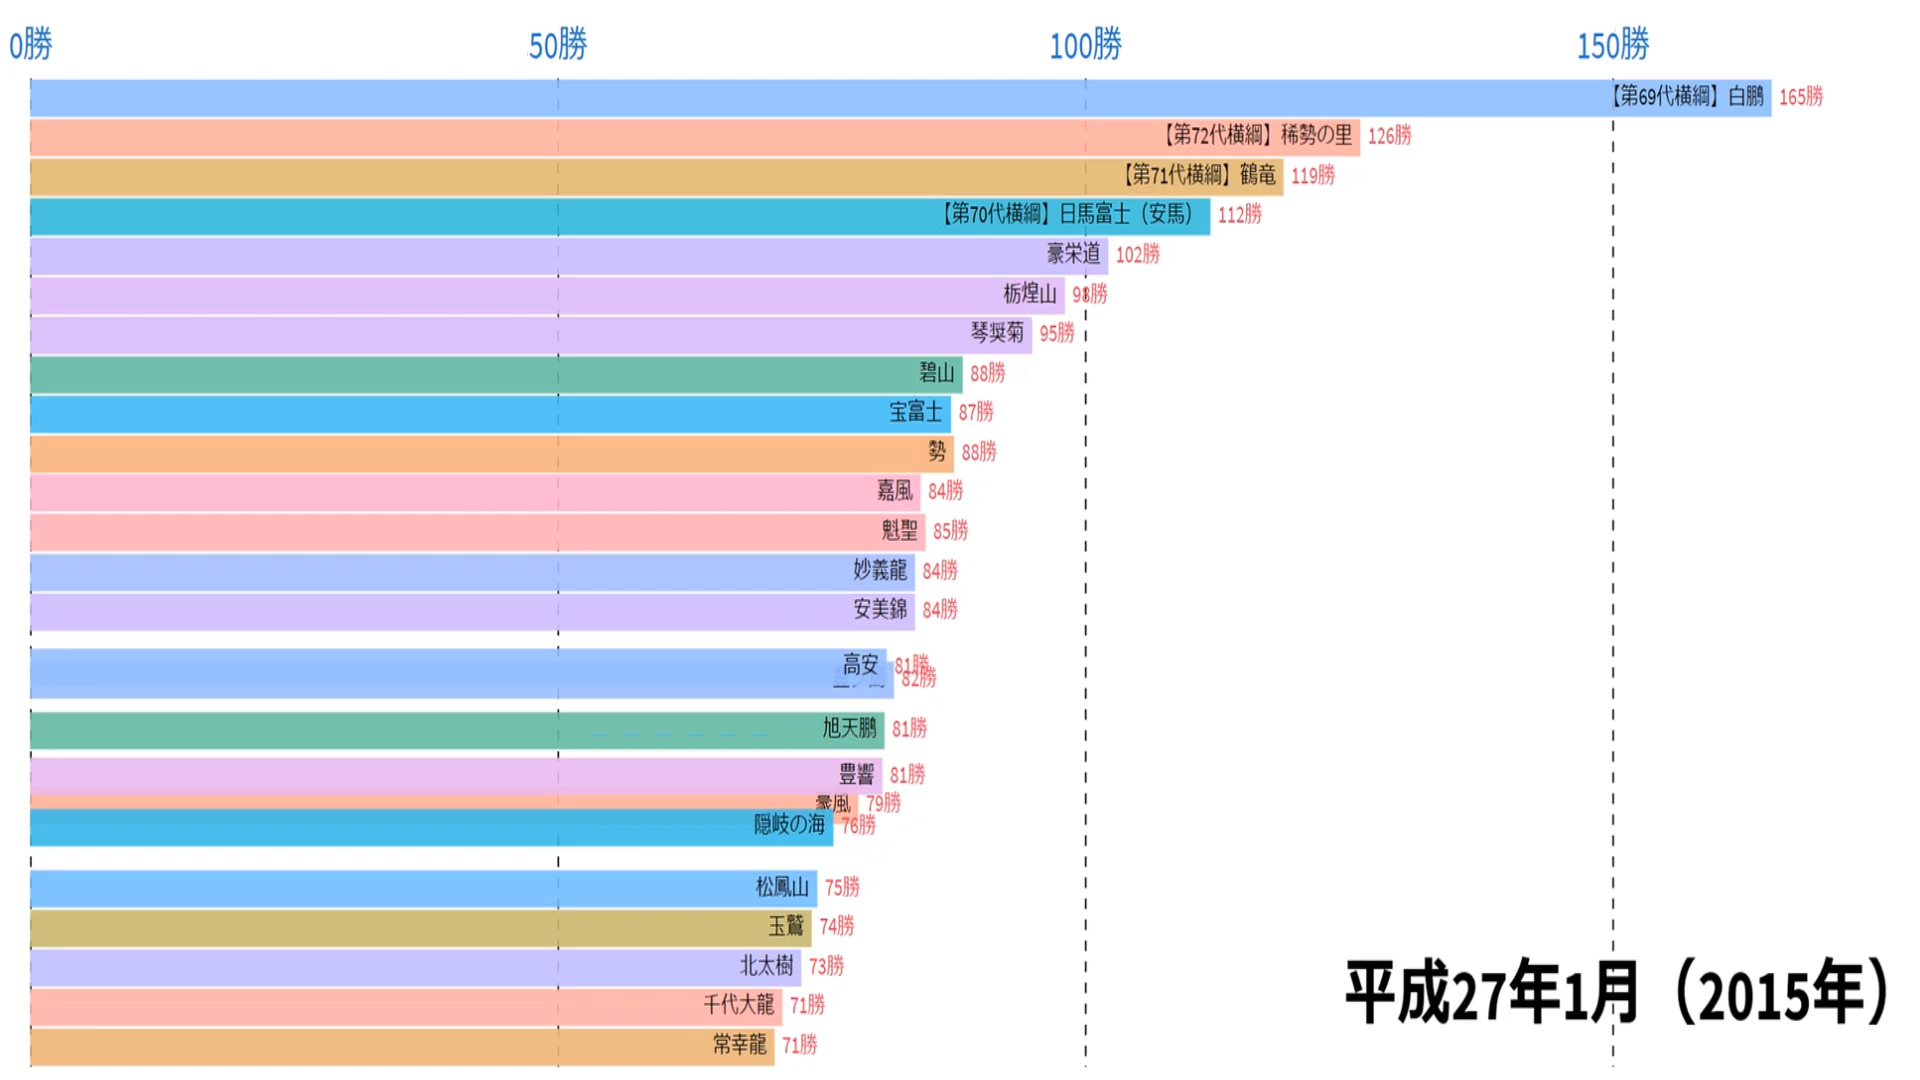 0勝 50勝 100勝 150勝
【第69代横綱】白鵬 165勝
【第72代横綱】稀勢の里 126勝
【第71代横綱】鶴竜 119勝
【第70代横綱】日馬富士（安馬） 112勝
豪栄道 102勝
栃煌山 98勝
琴奨菊 95勝
碧山 88勝
宝富士 87勝
勢 88勝
嘉風 84勝
魁聖 85勝
妙義龍 84勝
安美錦 84勝
高安 81勝
82勝
旭天鵬 81勝
豊響 81勝
豪風 79勝
隠岐の海 76勝
松鳳山 75勝
玉鷲 74勝
北太樹 73勝
千代大龍 71勝
常幸龍 71勝
平成27年1月（2015年）